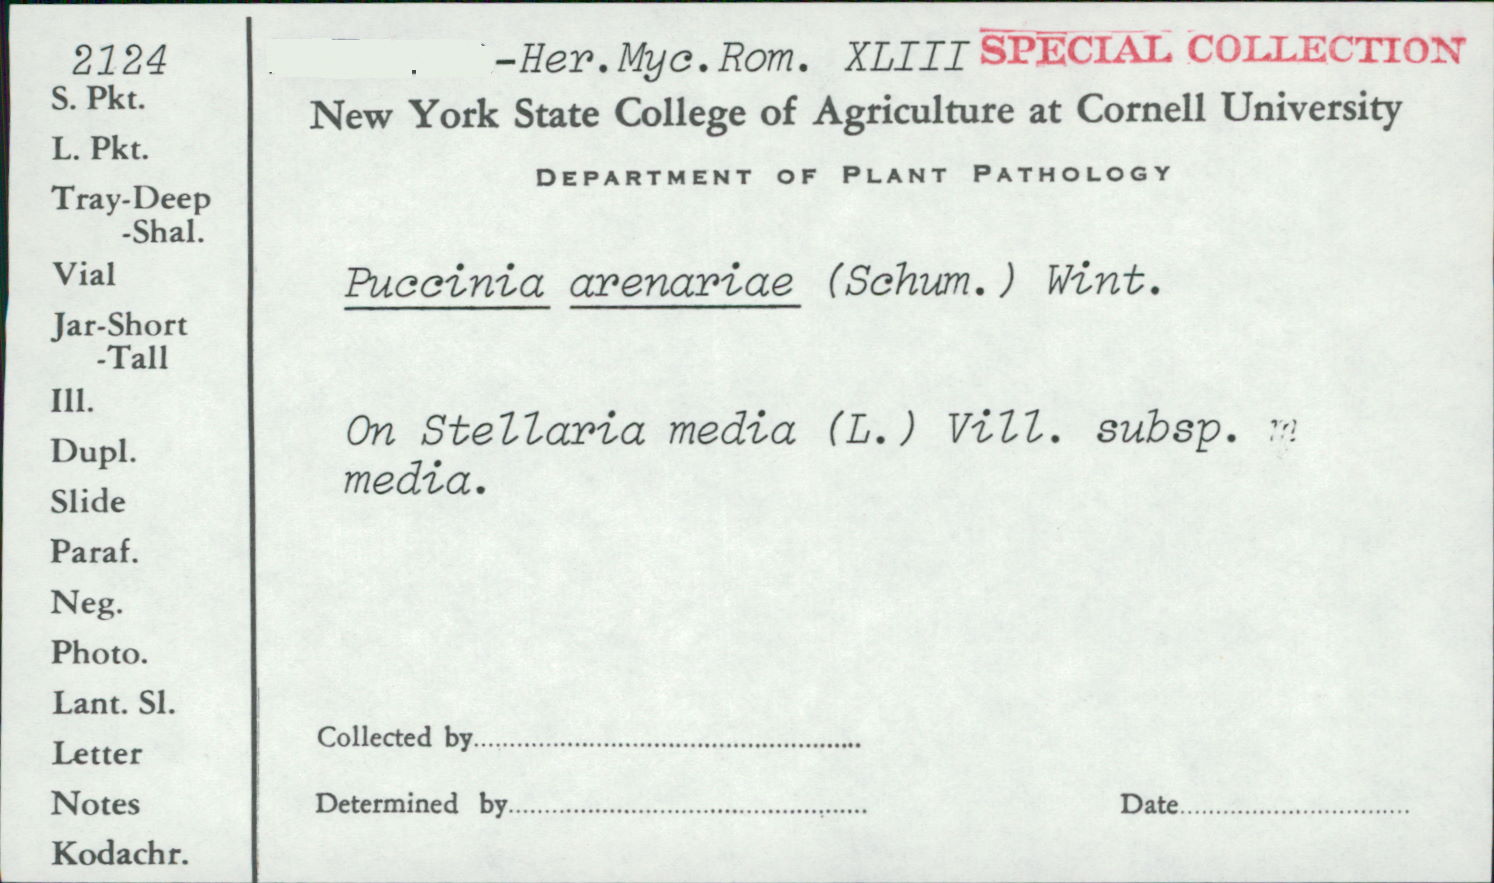 2124
-Her.Myc.Rom. XLIII SPECIAL COLLECTION
New York State College of Agriculture at Cornell University
DEPARTMENT OF PLANT PATHOLOGY
S. Pkt.
L. Pkt.
Tray-Deep
-Shal.
Vial
Jar-Short
-Tall
Ill.
Dupl.
Slide
Paraf.
Neg.
Photo.
Lant. Sl.
Letter
Notes
Kodachr.
Puccinia arenariae (Schum.) Wint.
On Stellaria media (L.) Vill. subsp.
media.
Collected by
Determined by
Date